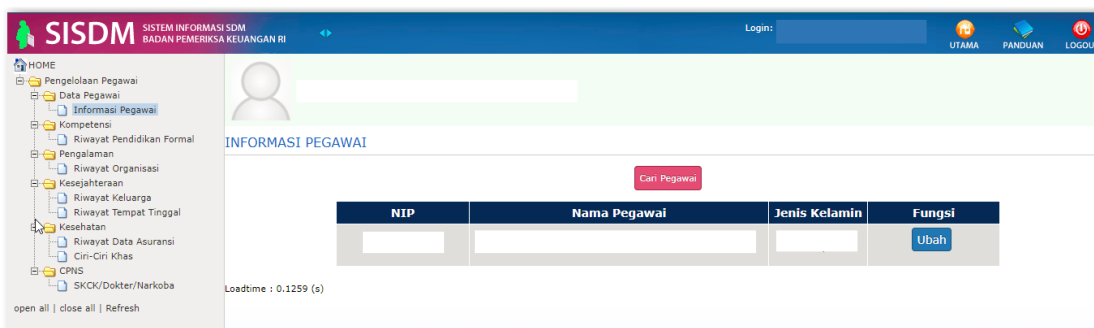 SISDM SISTEM INFORMASI SDM
BADAN PEMERIKSA KEUANGAN RI
Login:
UTAMA
PANDUAN
LOGOU
HOME
Pengelolaan Pegawai
Data Pegawai
Informasi Pegawai
Kompetensi
Riwayat Pendidikan Formal
Pengalaman
Riwayat Organisasi
Kesejahteraan
Riwayat Keluarga
Riwayat Tempat Tinggal
Kesehatan
Riwayat Data Asuransi
Ciri-Ciri Khas
CPNS
SKCK/Dokter/Narkoba
open all | close all | Refresh
INFORMASI PEGAWAI
Cari Pegawai
NIP Nama Pegawai Jenis Kelamin Fungsi
Ubah
Loadtime : 0.1259 (s)